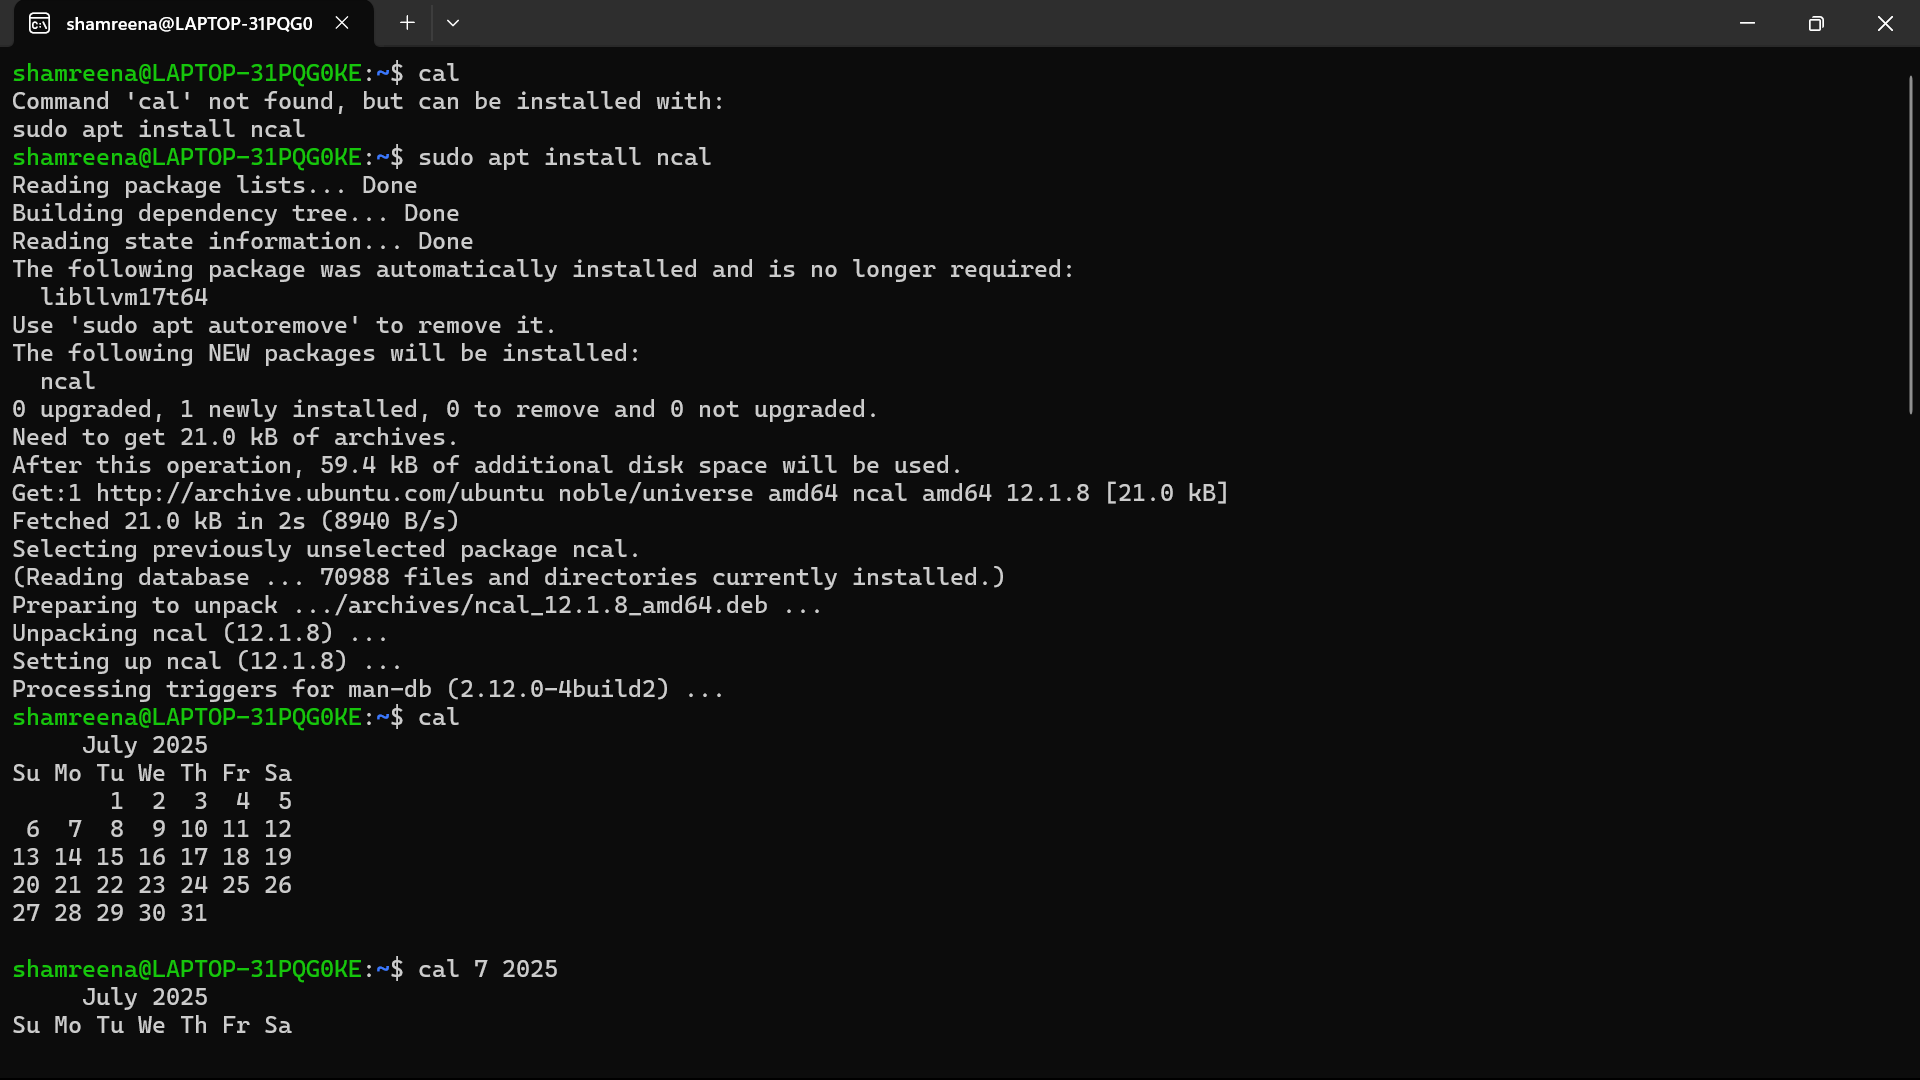 shamreena@LAPTOP-31PQG0
shamreena@LAPTOP-31PQG0KE:~$ cal
Command 'cal' not found, but can be installed with:
sudo apt install ncal
shamreena@LAPTOP-31PQG0KE:~$ sudo apt install ncal
Reading package lists... Done
Building dependency tree... Done
Reading state information... Done
The following package was automatically installed and is no longer required:
  libllvm17t64
Use 'sudo apt autoremove' to remove it.
The following NEW packages will be installed:
  ncal
0 upgraded, 1 newly installed, 0 to remove and 0 not upgraded.
Need to get 21.0 kB of archives.
After this operation, 59.4 kB of additional disk space will be used.
Get:1 http://archive.ubuntu.com/ubuntu noble/universe amd64 ncal amd64 12.1.8 [21.0 kB]
Fetched 21.0 kB in 2s (8940 B/s)
Selecting previously unselected package ncal.
(Reading database ... 70988 files and directories currently installed.)
Preparing to unpack .../archives/ncal_12.1.8_amd64.deb ...
Unpacking ncal (12.1.8) ...
Setting up ncal (12.1.8) ...
Processing triggers for man-db (2.12.0-4build2) ...
shamreena@LAPTOP-31PQG0KE:~$ cal
     July 2025
Su Mo Tu We Th Fr Sa
       1  2  3  4  5
 6  7  8  9 10 11 12
13 14 15 16 17 18 19
20 21 22 23 24 25 26
27 28 29 30 31
shamreena@LAPTOP-31PQG0KE:~$ cal 7 2025
     July 2025
Su Mo Tu We Th Fr Sa